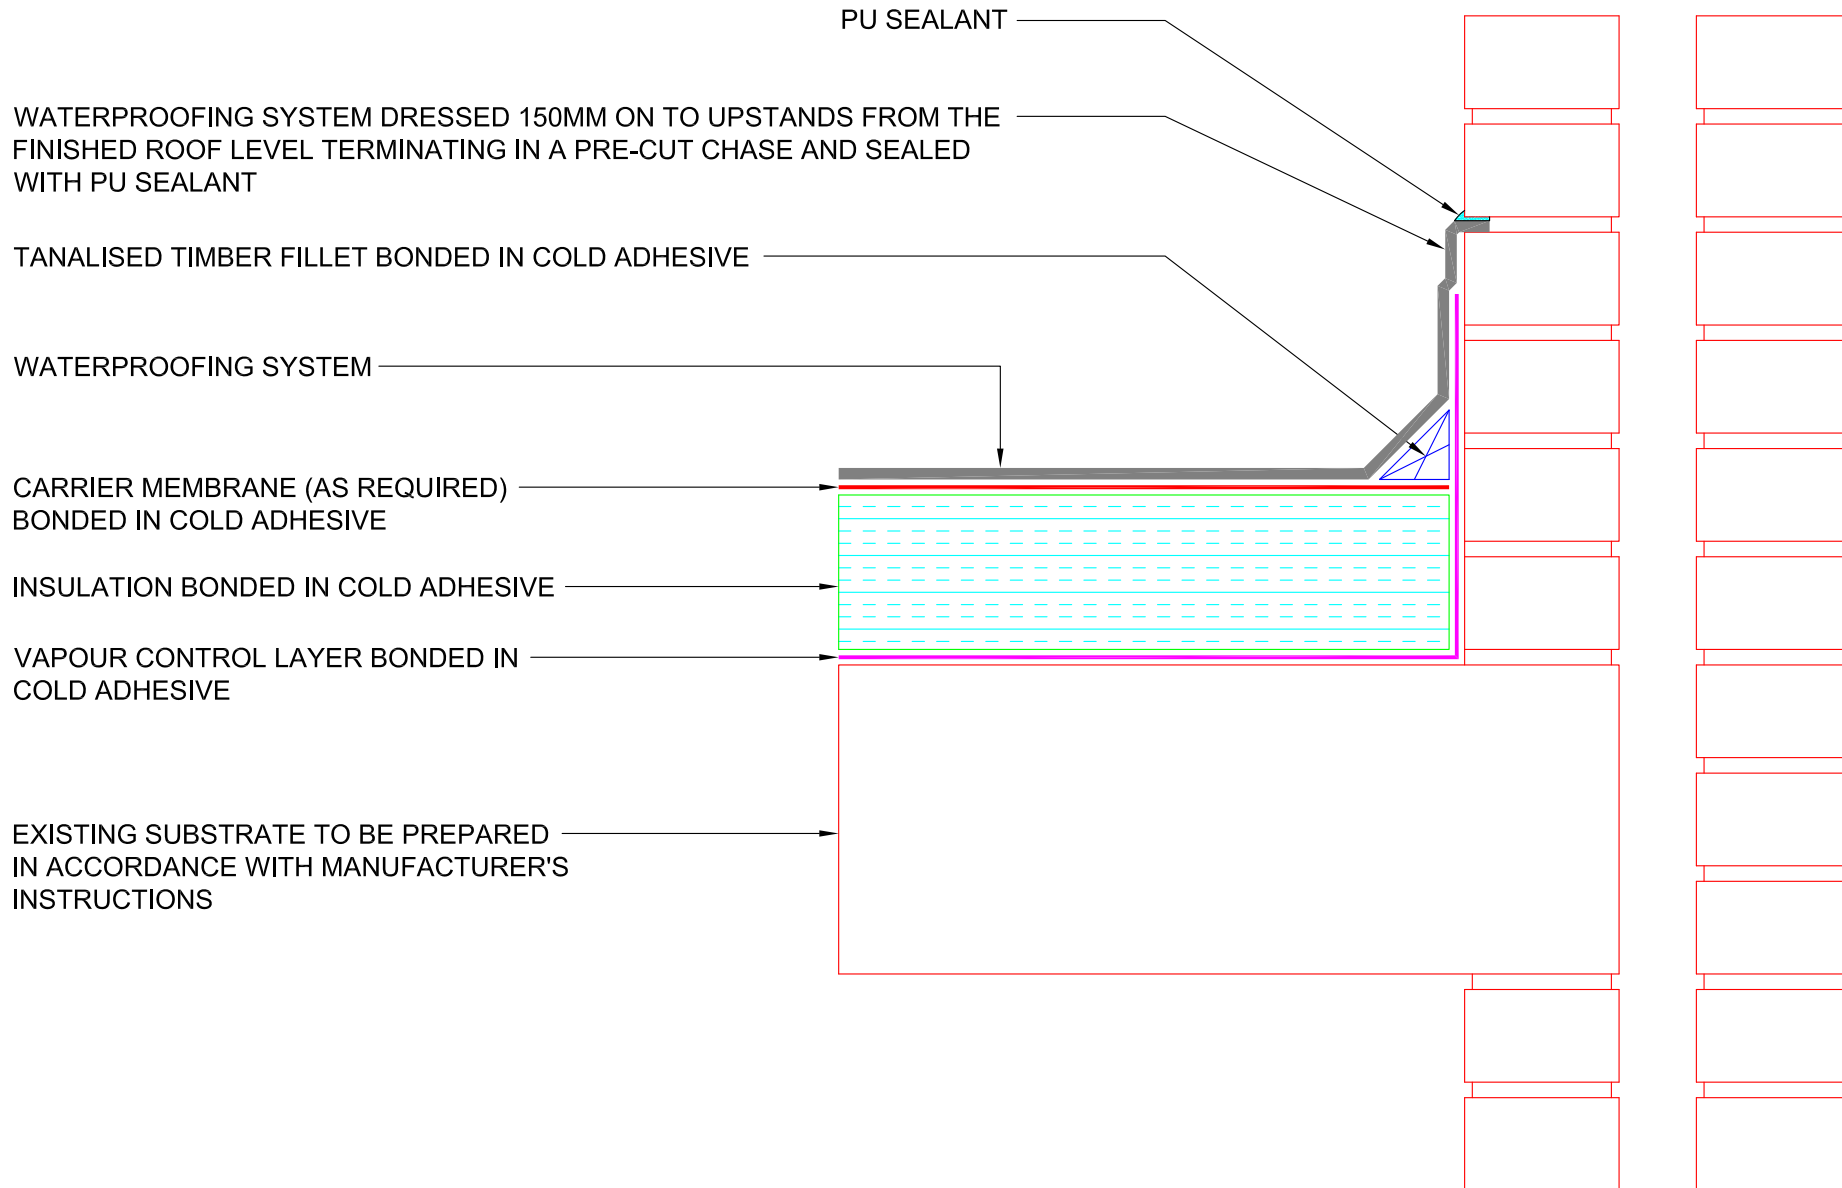 PU SEALANT
WATERPROOFING SYSTEM DRESSED 150MM ON TO UPSTANDS FROM THE
FINISHED ROOF LEVEL TERMINATING IN A PRE-CUT CHASE AND SEALED
WITH PU SEALANT
TANALISED TIMBER FILLET BONDED IN COLD ADHESIVE
WATERPROOFING SYSTEM
CARRIER MEMBRANE (AS REQUIRED)
BONDED IN COLD ADHESIVE
INSULATION BONDED IN COLD ADHESIVE
VAPOUR CONTROL LAYER BONDED IN
COLD ADHESIVE
EXISTING SUBSTRATE TO BE PREPARED
IN ACCORDANCE WITH MANUFACTURER'S
INSTRUCTIONS